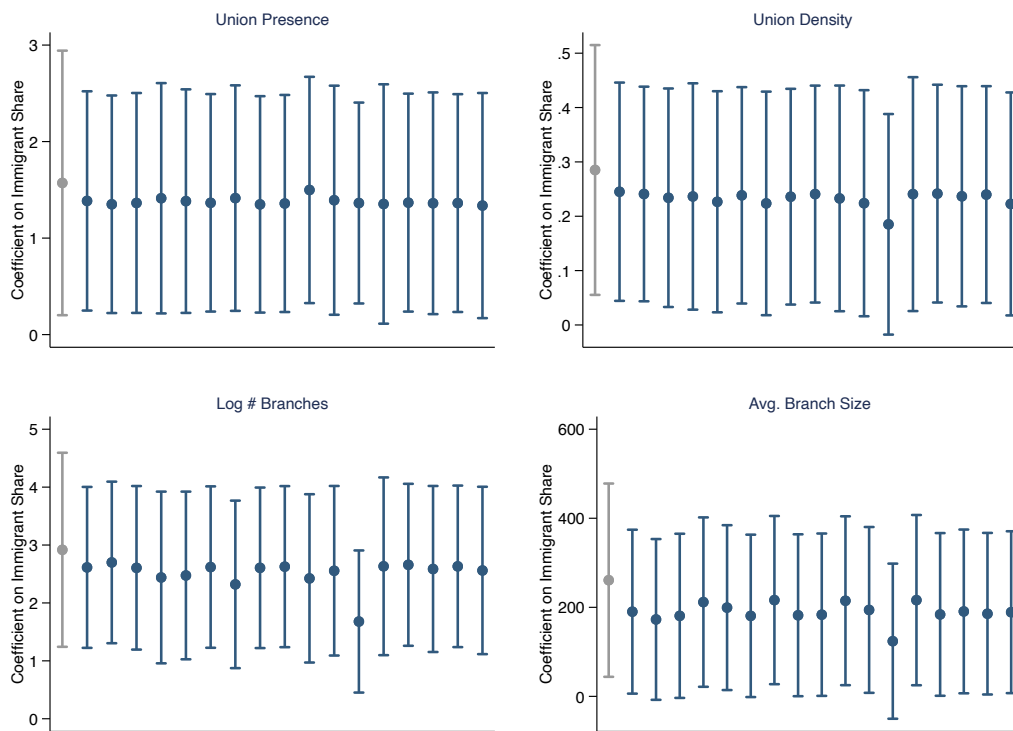 Union Presence
Coefficient on Immigrant Share
3
2
1
0
Union Density
Coefficient on Immigrant Share
.5
.4
.3
.2
.1
0
Log # Branches
Coefficient on Immigrant Share
5
4
3
2
1
0
Avg. Branch Size
Coefficient on Immigrant Share
600
400
200
0